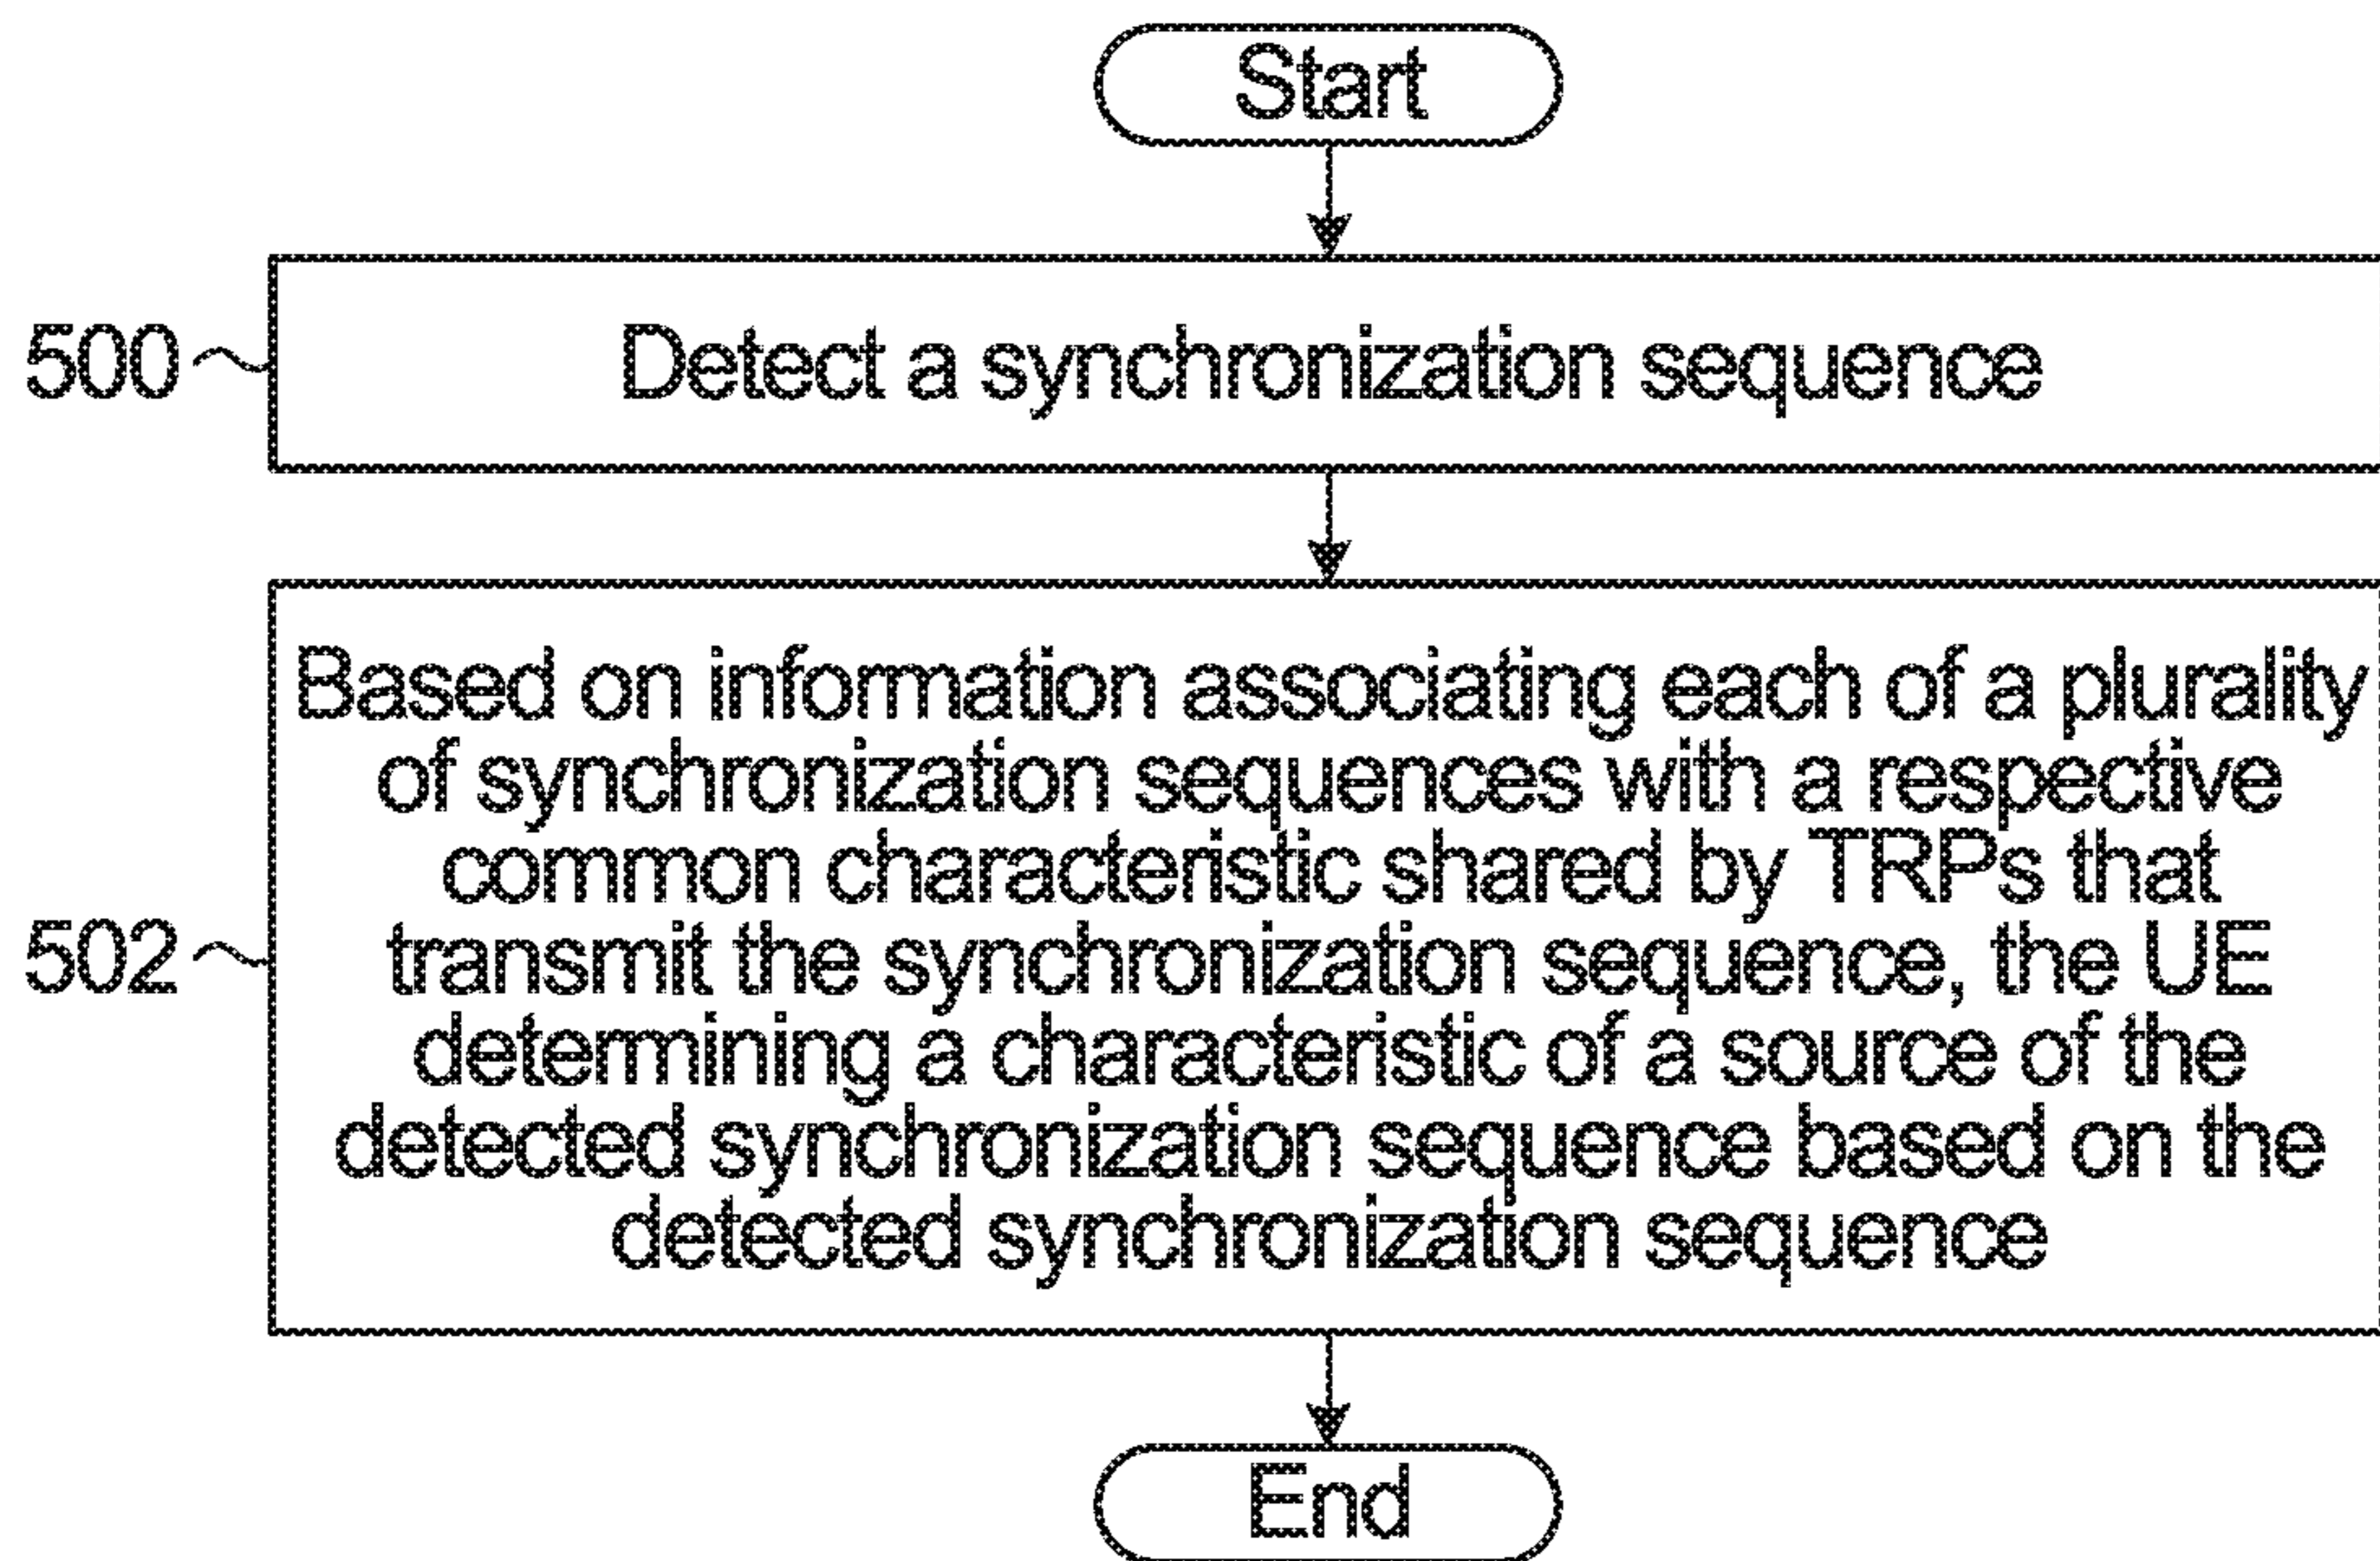 Start
500
Detect a synchronization sequence
502
Based on information associating each of a plurality
of synchronization sequences with a respective
common characteristic shared by TRPs that
transmit the synchronization sequence, the UE
determining a characteristic of a source of the
detected synchronization sequence based on the
detected synchronization sequence
End